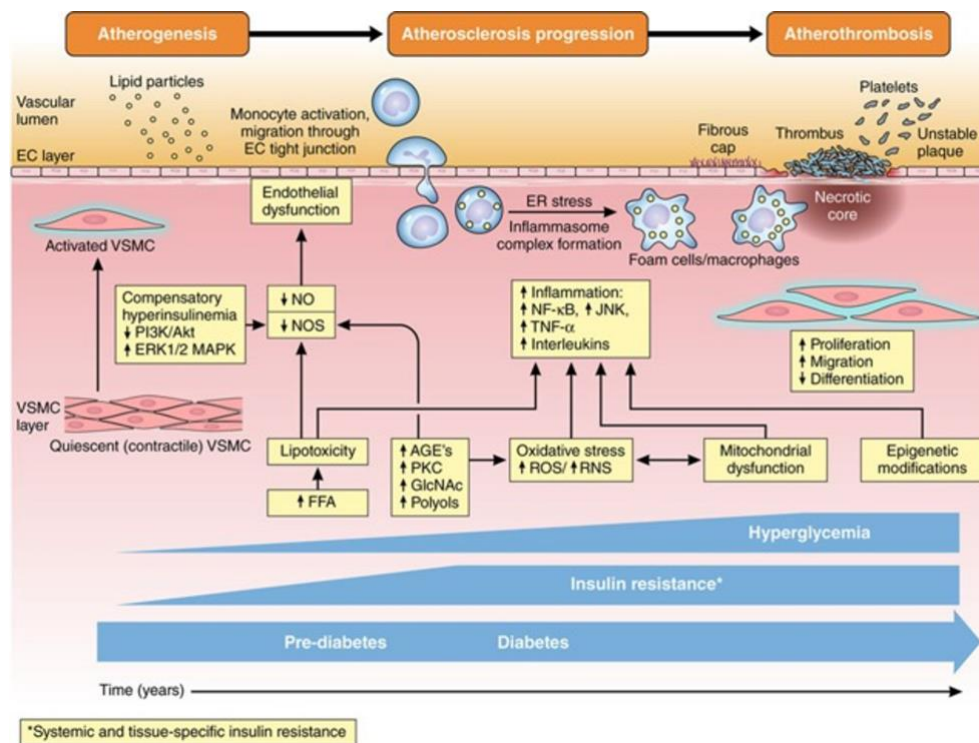 Atherogenesis
Atherosclerosis progression
Atherothrombosis
Lipid particles
Vascular
lumen
EC layer
Monocyte activation,
migration through
EC tight junction
Platelets
Fibrous
cap
Thrombus
Unstable
plaque
Endothelial
dysfunction
ER stress
Inflammasome
complex formation
Necrotic
core
Activated VSMC
Foam cells/macrophages
Compensatory
hyperinsulinemia
↓ PI3K/Akt
↑ ERK1/2 MAPK
↓ NO
↓ NOS
↑ Inflammation:
↑ NF-κB, ↑ JNK,
↑ TNF-α
↑ Interleukins
↑ Proliferation
↑ Migration
↓ Differentiation
VSMC
layer
Quiescent (contractile) VSMC
Lipotoxicity
↑ FFA
↑ AGE's
↑ PKC
↑ GlcNAc
↑ Polyols
Oxidative stress
↑ ROS/ ↑ RNS
Mitochondrial
dysfunction
Epigenetic
modifications
Hyperglycemia
Insulin resistance*
Pre-diabetes
Diabetes
Time (years)
*Systemic and tissue-specific insulin resistance